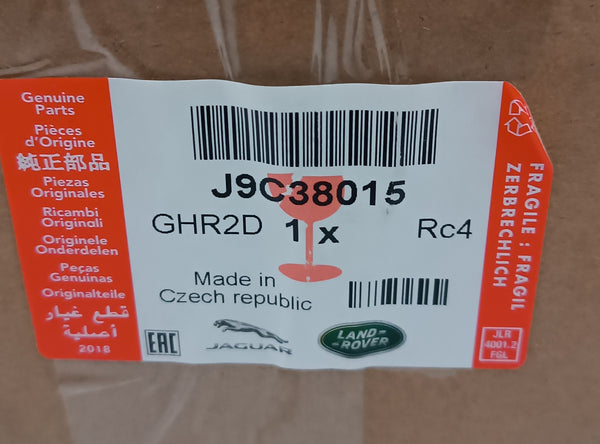 Genuine
Parts
Pièces
d'Origine
純正部品
Piezas
Originales
Ricambi
Originali
Originele
Onderdelen
Peças
Genuinas
Originalteile
قطع غيار
أصلية
2018
J9C38015
GHR2D 1 x Rc4
Made in
Czech republic
EAC
JAGUAR
LAND-
ROVER
FRAGILE : FRAGIL
ZERBRECHLICH
JLR
4001.2
FGL